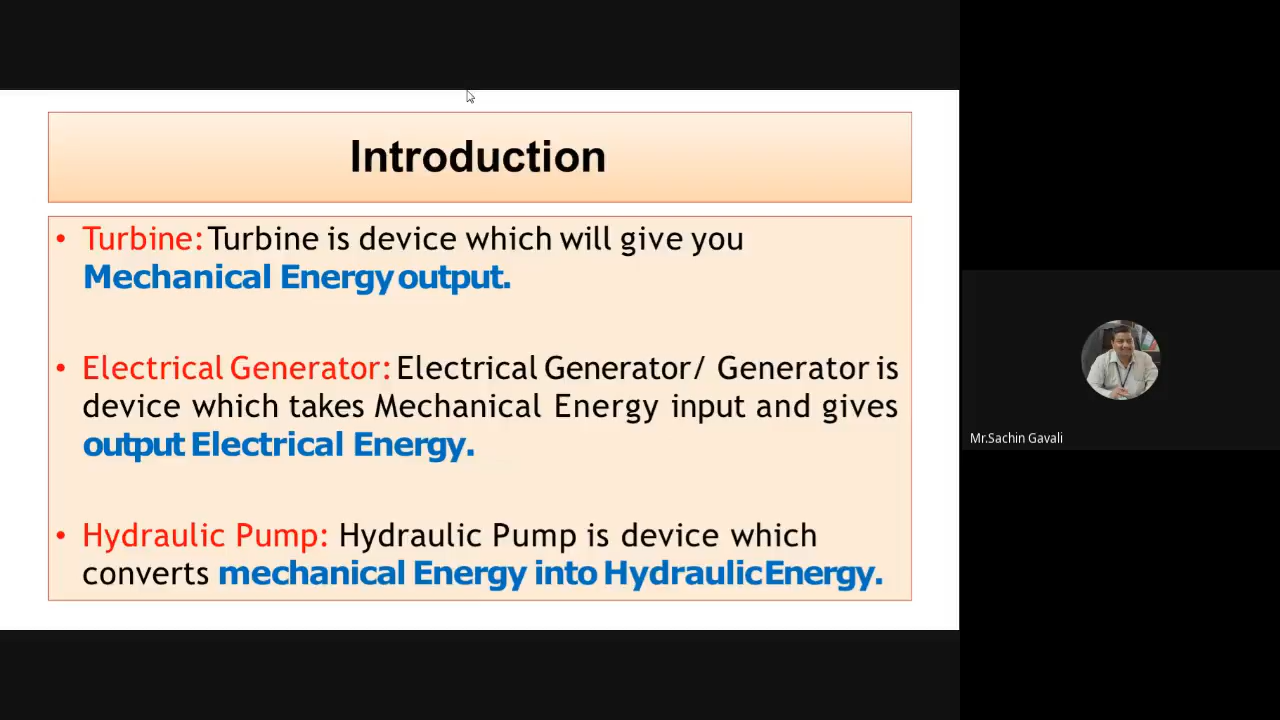 Introduction
• Turbine: Turbine is device which will give you
Mechanical Energy output.
• Electrical Generator: Electrical Generator/ Generator is
device which takes Mechanical Energy input and gives
output Electrical Energy.
• Hydraulic Pump: Hydraulic Pump is device which
converts mechanical Energy into Hydraulic Energy.
Mr.Sachin Gavali